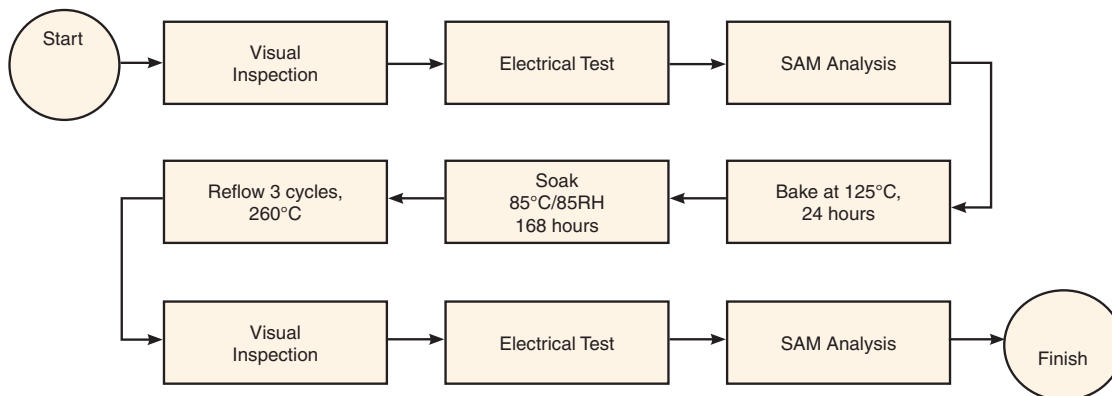 Start
Visual
Inspection
Electrical Test
SAM Analysis
Bake at 125°C,
24 hours
Soak
85°C/85RH
168 hours
Reflow 3 cycles,
260°C
Visual
Inspection
Electrical Test
SAM Analysis
Finish